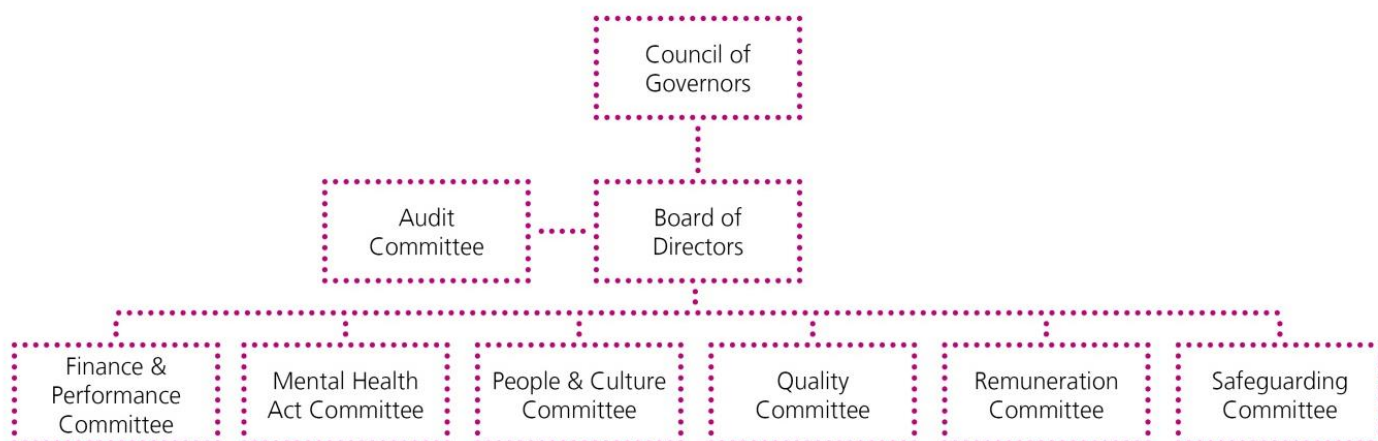 Council of
Governors
Audit
Committee
Board of
Directors
Finance &
Performance
Committee
Mental Health
Act Committee
People & Culture
Committee
Quality
Committee
Remuneration
Committee
Safeguarding
Committee